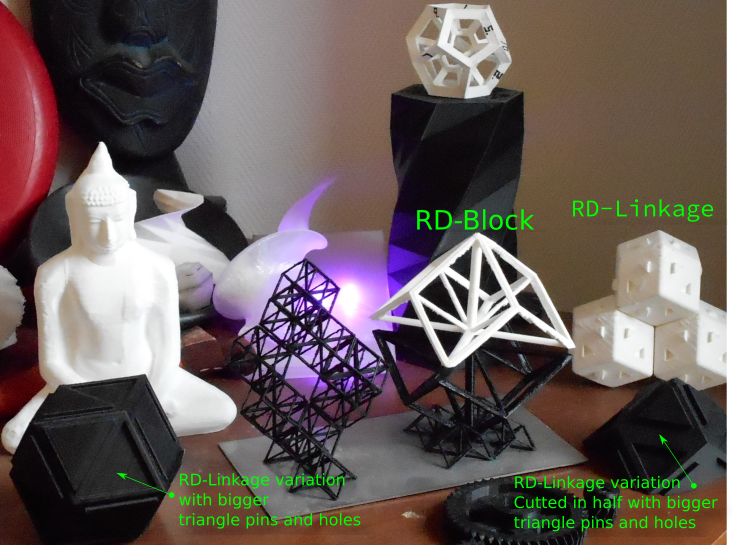 RD-Block
RD-Linkage
RD-Linkage variation
with bigger
triangle pins and holes
RD-Linkage variation
Cutted in half with bigger
triangle pins and holes